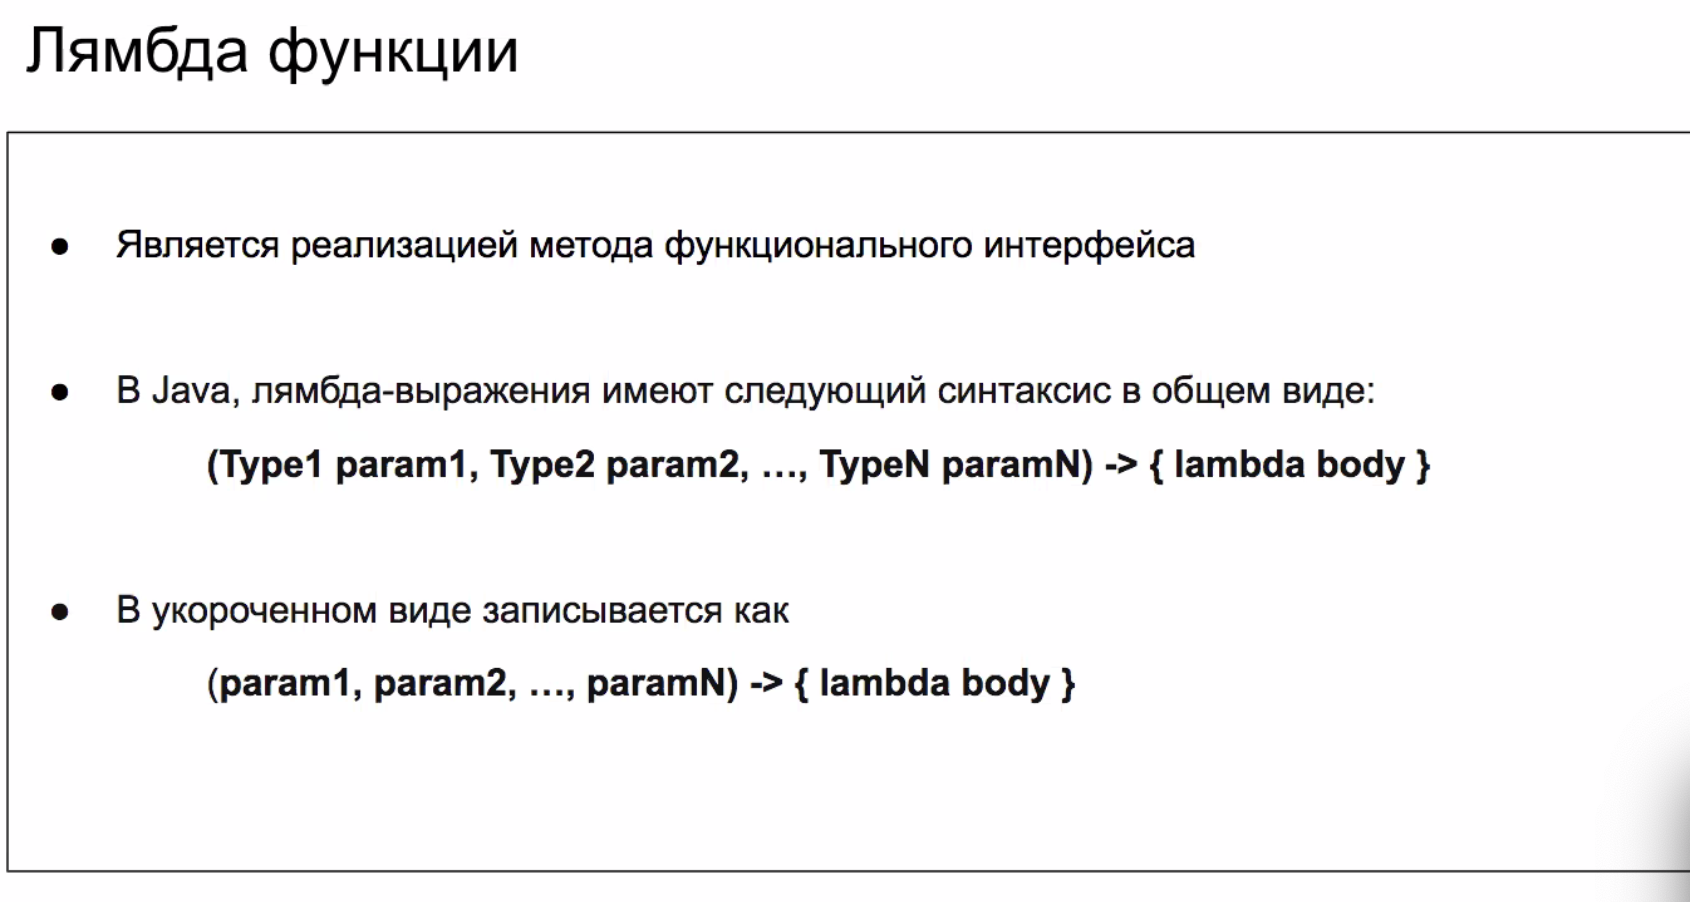 Лямбда функции
● Является реализацией метода функционального интерфейса
● В Java, лямбда-выражения имеют следующий синтаксис в общем виде:
(Type1 param1, Type2 param2, …, TypeN paramN) -> { lambda body }
● В укороченном виде записывается как
(param1, param2, …, paramN) -> { lambda body }